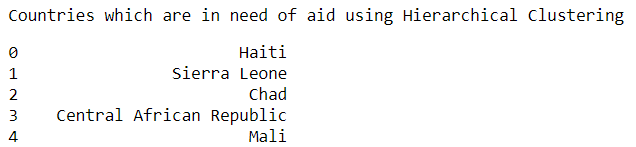 Countries which are in need of aid using Hierarchical Clustering
0 Haiti
1 Sierra Leone
2 Chad
3 Central African Republic
4 Mali